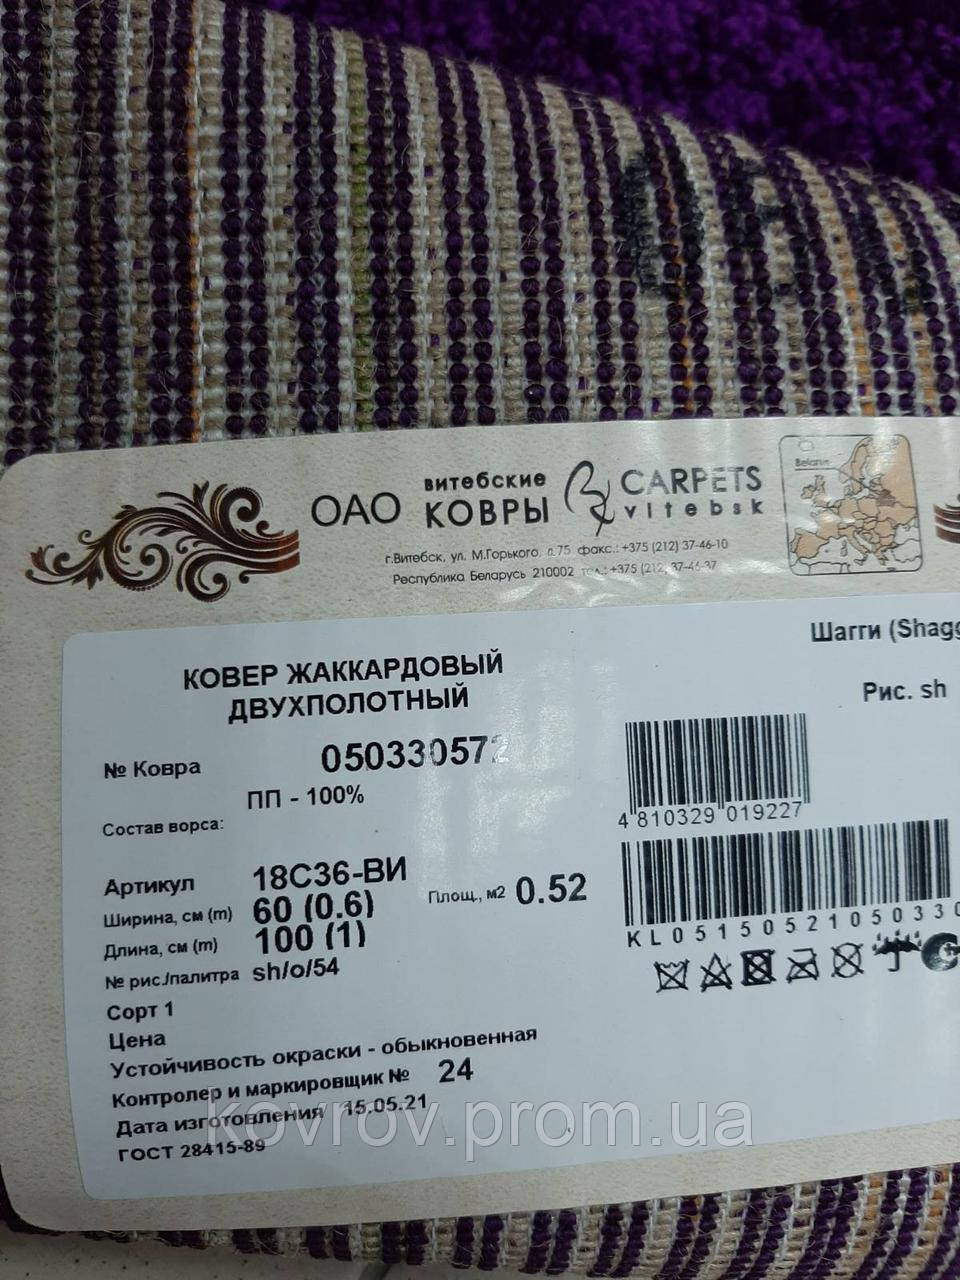 ОАО ВИТЕБСКИЕ КОВРЫ CARPETS vitebsk
Belarus
г.Витебск, ул. М.Горького, д.75 факс.: +375 (212) 37-46-10
Республика Беларусь 210002 тел.: +375 (212)
Шагги (Shagg
КОВЕР ЖАККАРДОВЫЙ
ДВУХПОЛОТНЫЙ
Рис. sh
№ Ковра 050330572
ПП - 100%
Состав ворса:
4 810329 019227
Артикул 18С36-ВИ
Площ., м2 0.52
Ширина, см (m) 60 (0.6)
Длина, см (m) 100 (1)
KL05150521050330
№ рис./палитра sh/o/54
Сорт 1
Цена
Устойчивость окраски - обыкновенная
Контролер и маркировщик № 24
Дата изготовления 15.05.21
ГОСТ 28415-89
kovrov.prom.ua